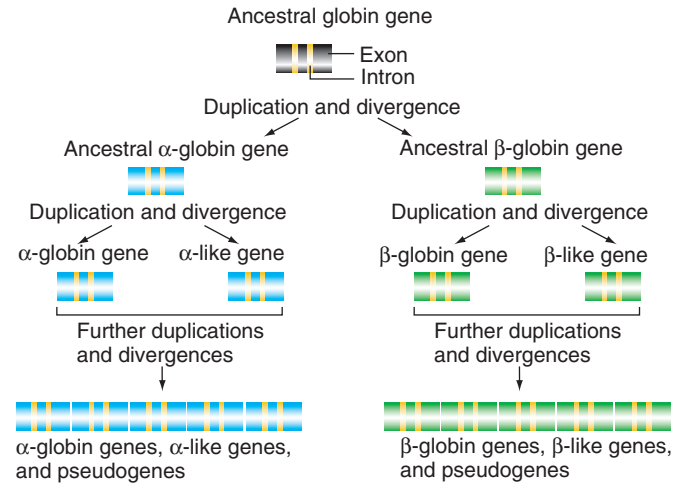 Ancestral globin gene
Exon
Intron
Duplication and divergence
Ancestral α-globin gene
Ancestral β-globin gene
Duplication and divergence
Duplication and divergence
α-globin gene
α-like gene
β-globin gene
β-like gene
Further duplications
and divergences
Further duplications
and divergences
α-globin genes, α-like genes,
and pseudogenes
β-globin genes, β-like genes,
and pseudogenes